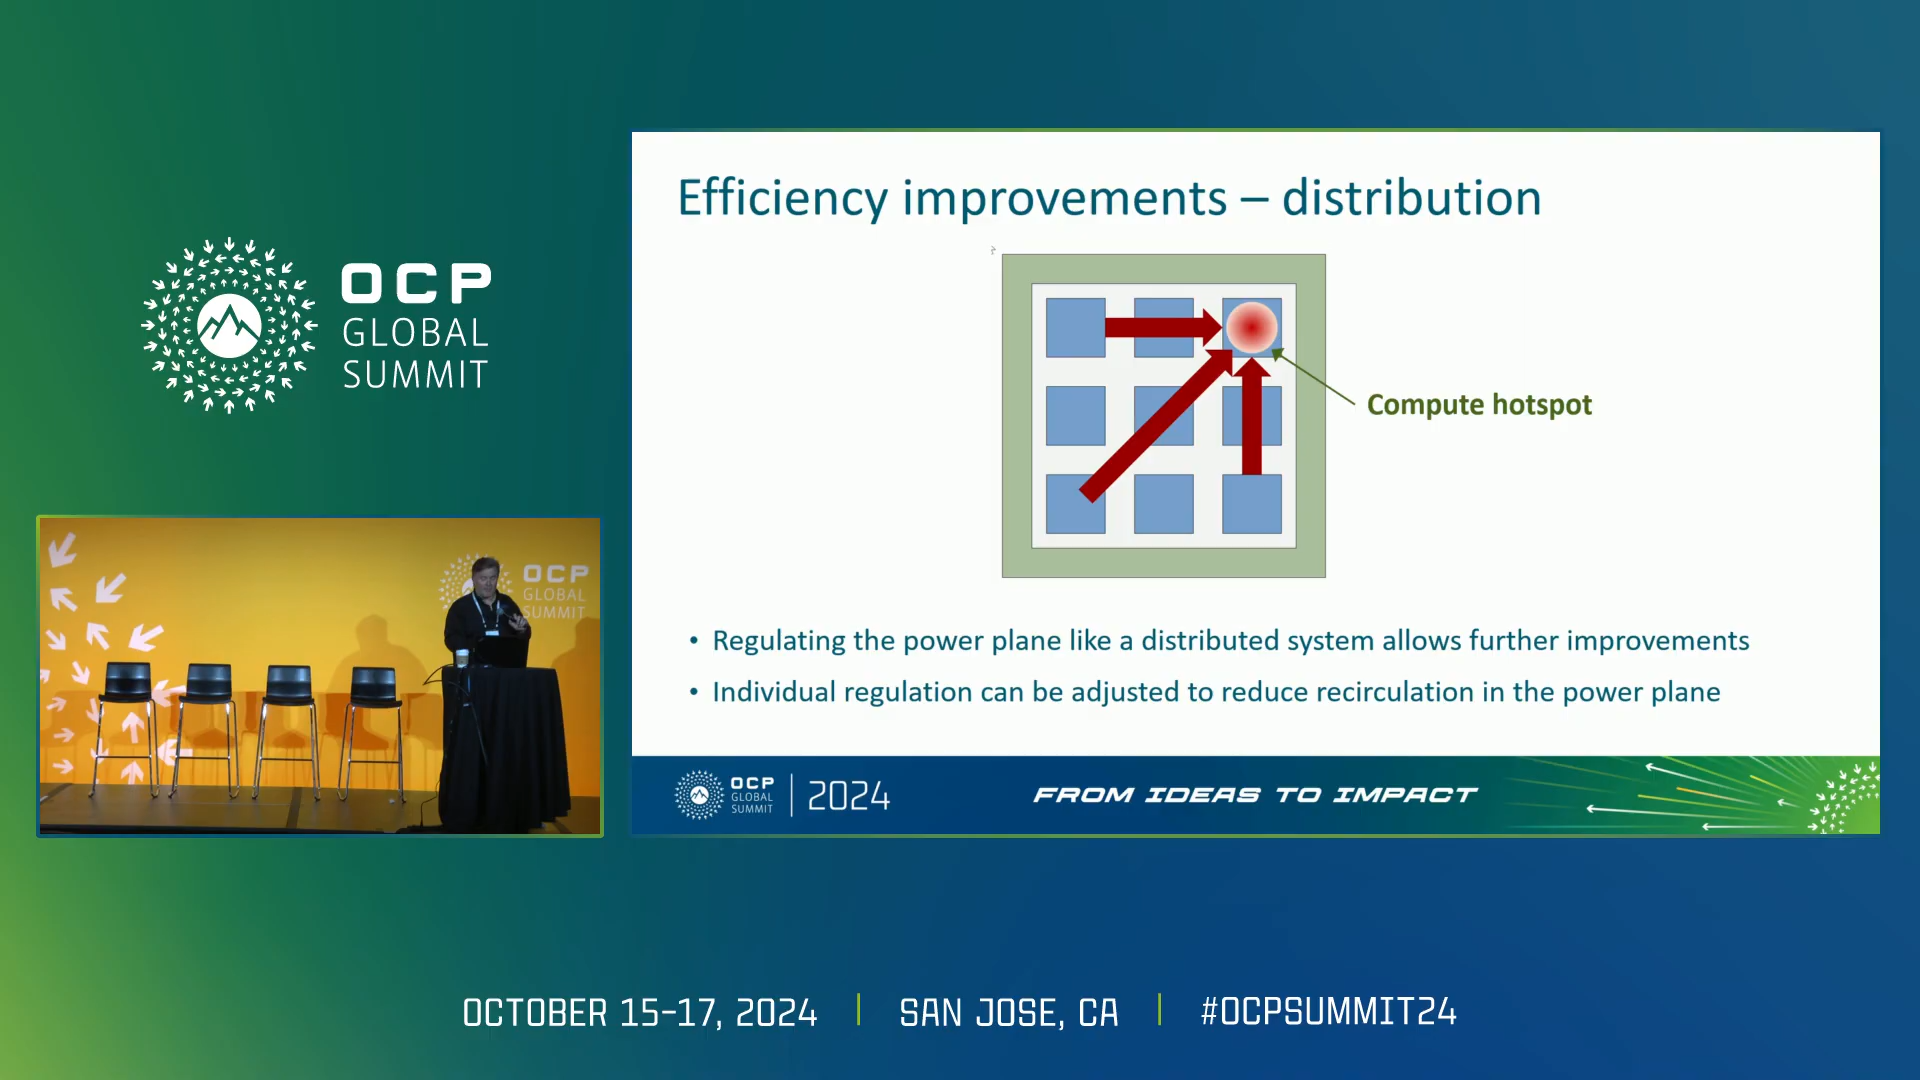 OCP
GLOBAL
SUMMIT
OCP
GLOBAL
SUMMIT
Efficiency improvements – distribution
Compute hotspot
• Regulating the power plane like a distributed system allows further improvements
• Individual regulation can be adjusted to reduce recirculation in the power plane
OCP
GLOBAL
SUMMIT
2024
FROM IDEAS TO IMPACT
OCTOBER 15-17, 2024
SAN JOSE, CA
#OCPSUMMIT24